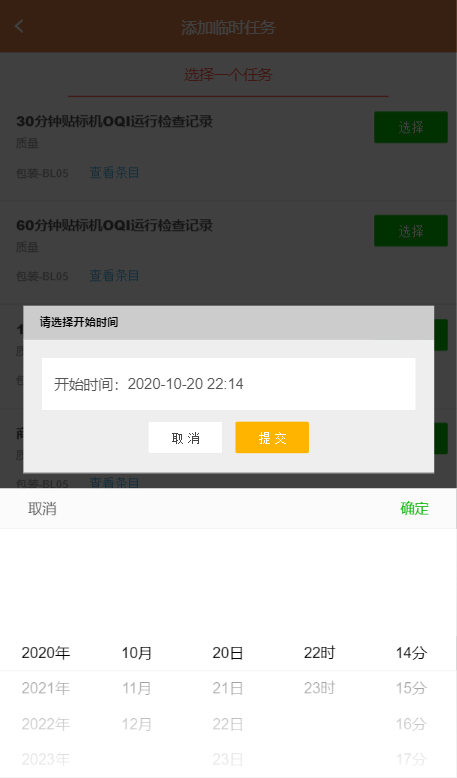 添加临时任务
选择一个任务
30分钟贴标机OQI运行检查记录
选择
质量
包装-BL05 查看条目
60分钟贴标机OQI运行检查记录
选择
质量
包装-BL05 查看条目
请选择开始时间
开始时间：2020-10-20 22:14
取 消 提 交
包装-BL05 查看条目
取消 确定
2020年 10月 20日 22时 14分
2021年 11月 21日 23时 15分
2022年 12月 22日 16分
2023年 23日 17分